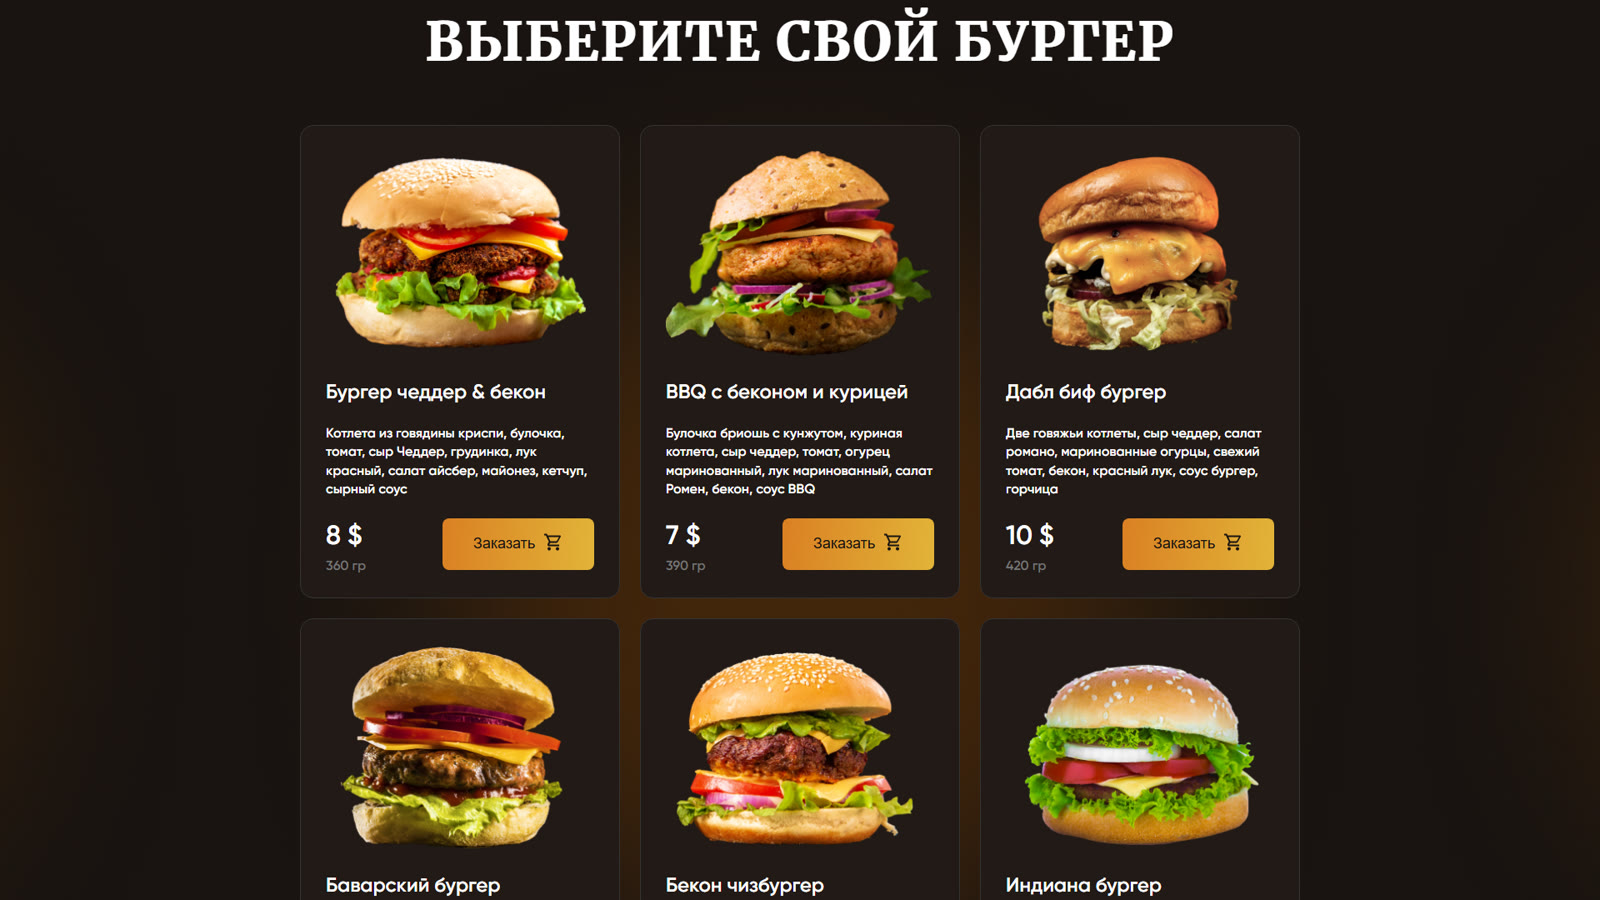 ВЫБЕРИТЕ СВОЙ БУРГЕР
Бургер чеддер & бекон
Котлета из говядины криспи, булочка,
томат, сыр Чеддер, грудинка, лук
красный, салат айсбер, майонез, кетчуп,
сырный соус
8 $
360 гр
Заказать
BBQ с беконом и курицей
Булочка бриошь с кунжутом, куриная
котлета, сыр чеддер, томат, огурец
маринованный, лук маринованный, салат
Ромен, бекон, соус BBQ
7 $
390 гр
Заказать
Дабл биф бургер
Две говяжьи котлеты, сыр чеддер, салат
романо, маринованные огурцы, свежий
томат, бекон, красный лук, соус бургер,
горчица
10 $
420 гр
Заказать
Баварский бургер
Бекон чизбургер
Индиана бургер